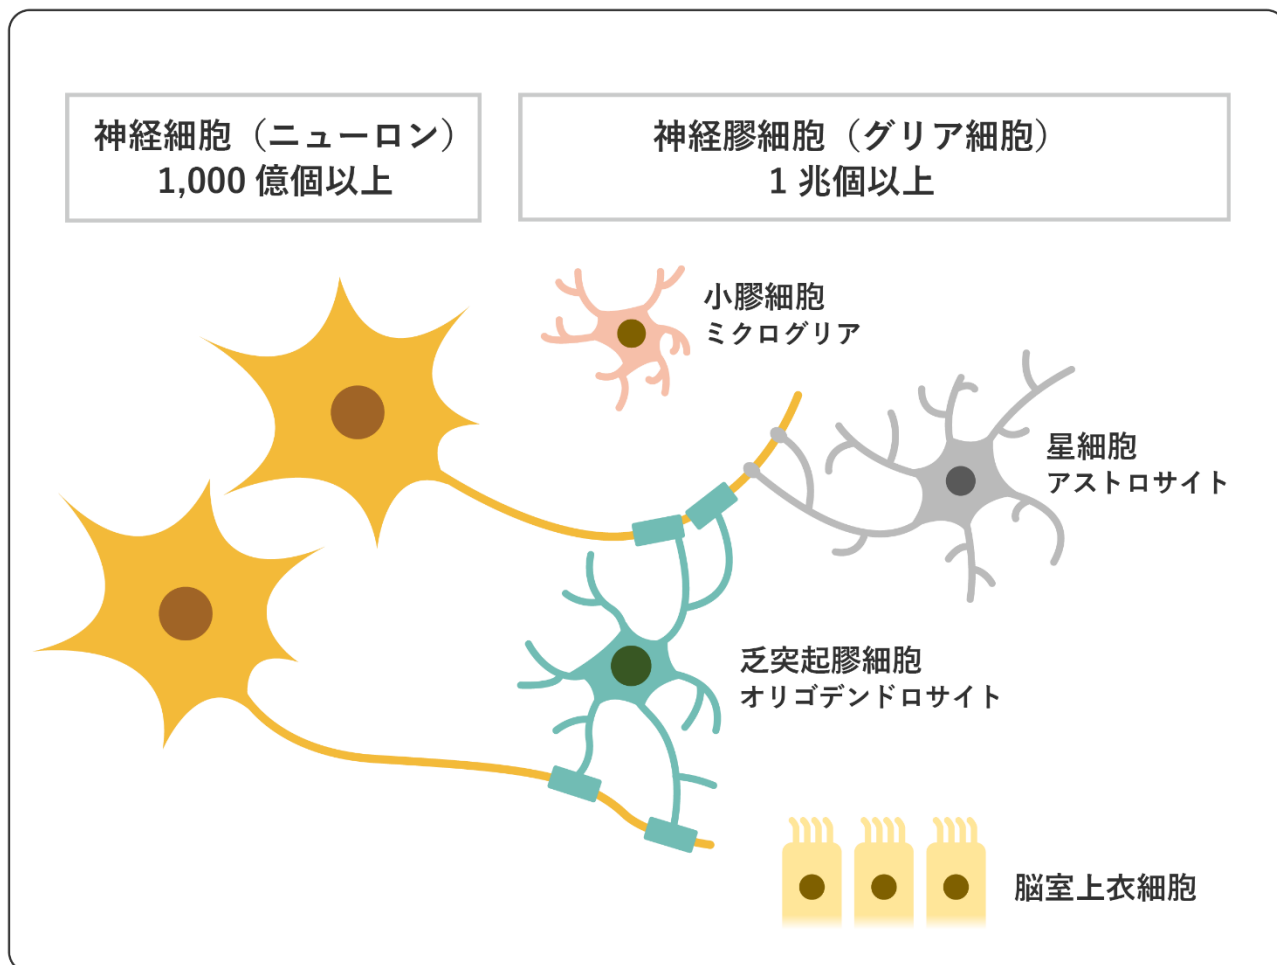 神経細胞（ニューロン）
1,000 億個以上
神経膠細胞（グリア細胞）
1 兆個以上
小膠細胞
ミクログリア
星細胞
アストロサイト
乏突起膠細胞
オリゴデンドロサイト
脳室上衣細胞